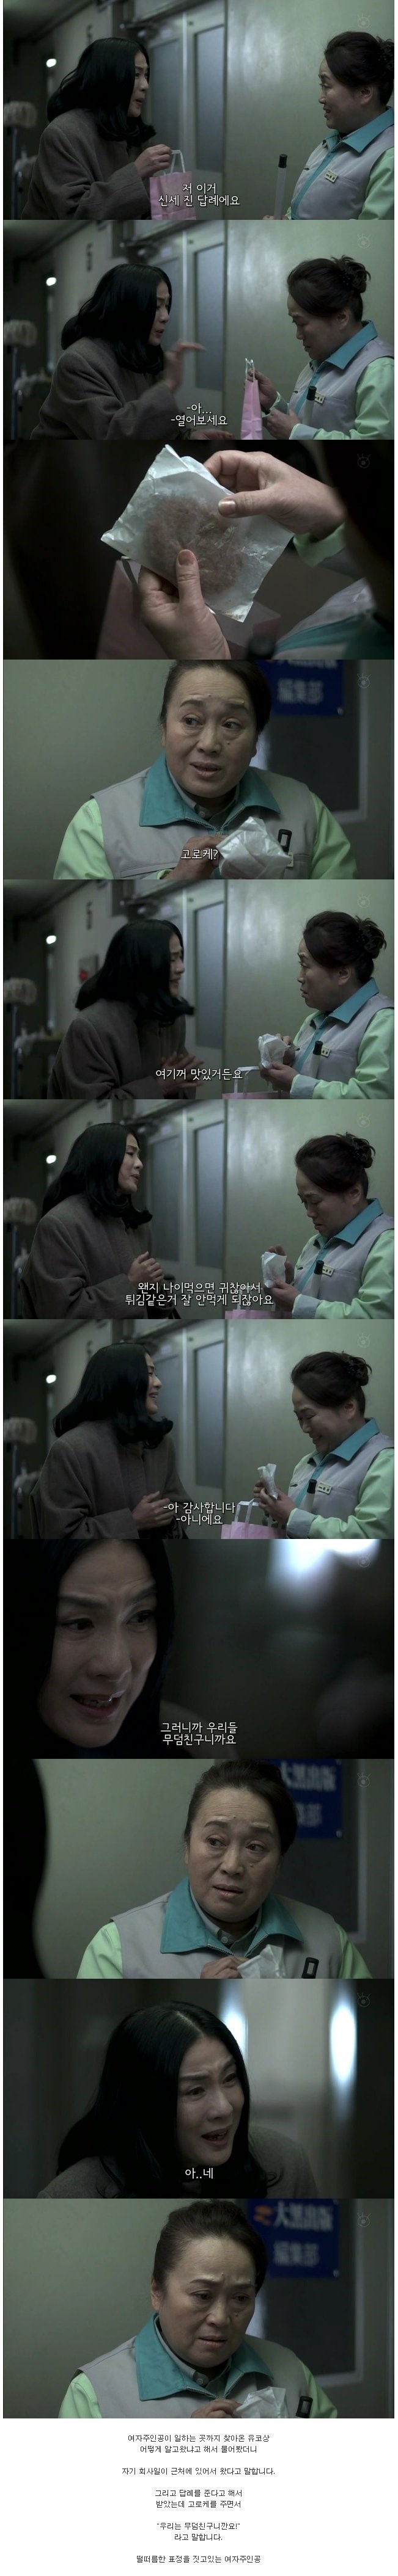 저 이거
신세 진 답례에요
-아...
-열어보세요
고로케?
여기꺼 맛있거든요
왠지 나이먹으면 귀찮아서
튀김같은거 잘 안먹게 되잖아요
-아 감사합니다
-아니에요
그러니까 우리들
무덤친구니까요
아..네
編集部
여자주인공이 일하는 곳까지 찾아온 유코상
어떻게 알고왔냐고 해서 물어봤더니
자기 회사일이 근처에 있어서 왔다고 말합니다.
그리고 답례를 준다고 해서
받았는데 고로케를 주면서
"우리는 무덤친구니깐요!"
라고 말합니다.
떨떠름한 표정을 짓고있는 여자주인공